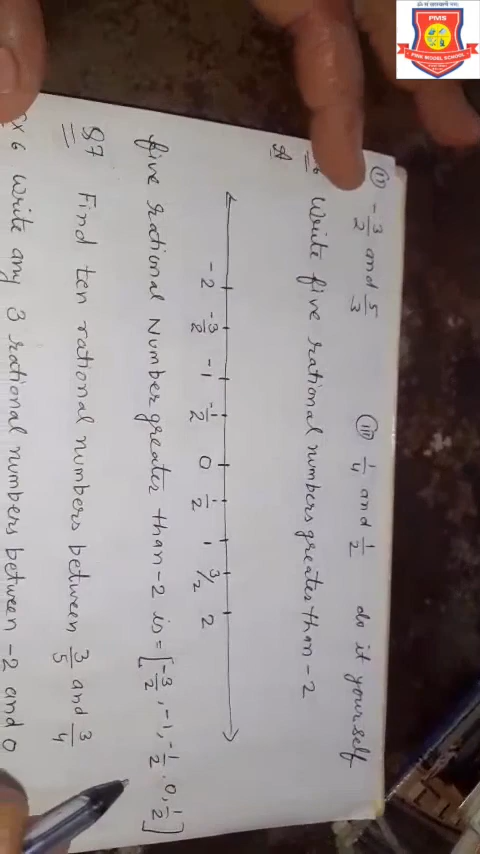 (ii) -3/2 and 5/-3 (iii) 1/4 and 1/2 do it yourself
6 Write five rational numbers greater than -2
A
-2 -3/2 -1 -1/2 0 1/2 1 3/2 2
five rational Number greater than -2 is = [-3/2, -1, -1/2, 0, 1/2]
Q7 Find ten rational numbers between 3/5 and 3/4
Ex 6 Write any 3 rational numbers between -2 and 0
PMS
PINK MODEL SCHOOL